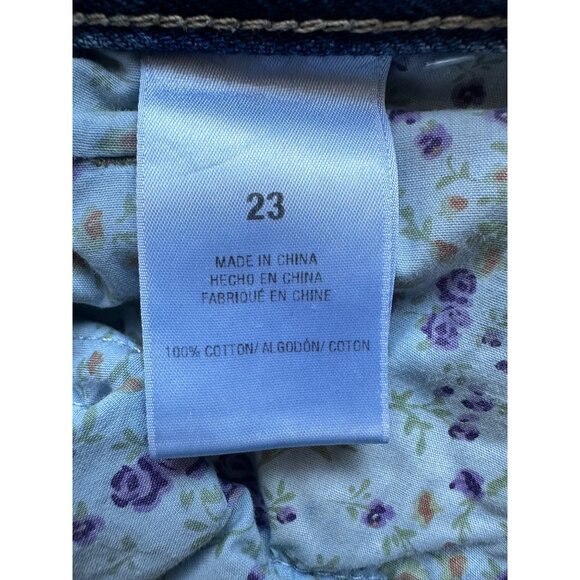 23
MADE IN CHINA
HECHO EN CHINA
FABRIQUÉ EN CHINE
100% COTTON/ALGODÓN/ COTON